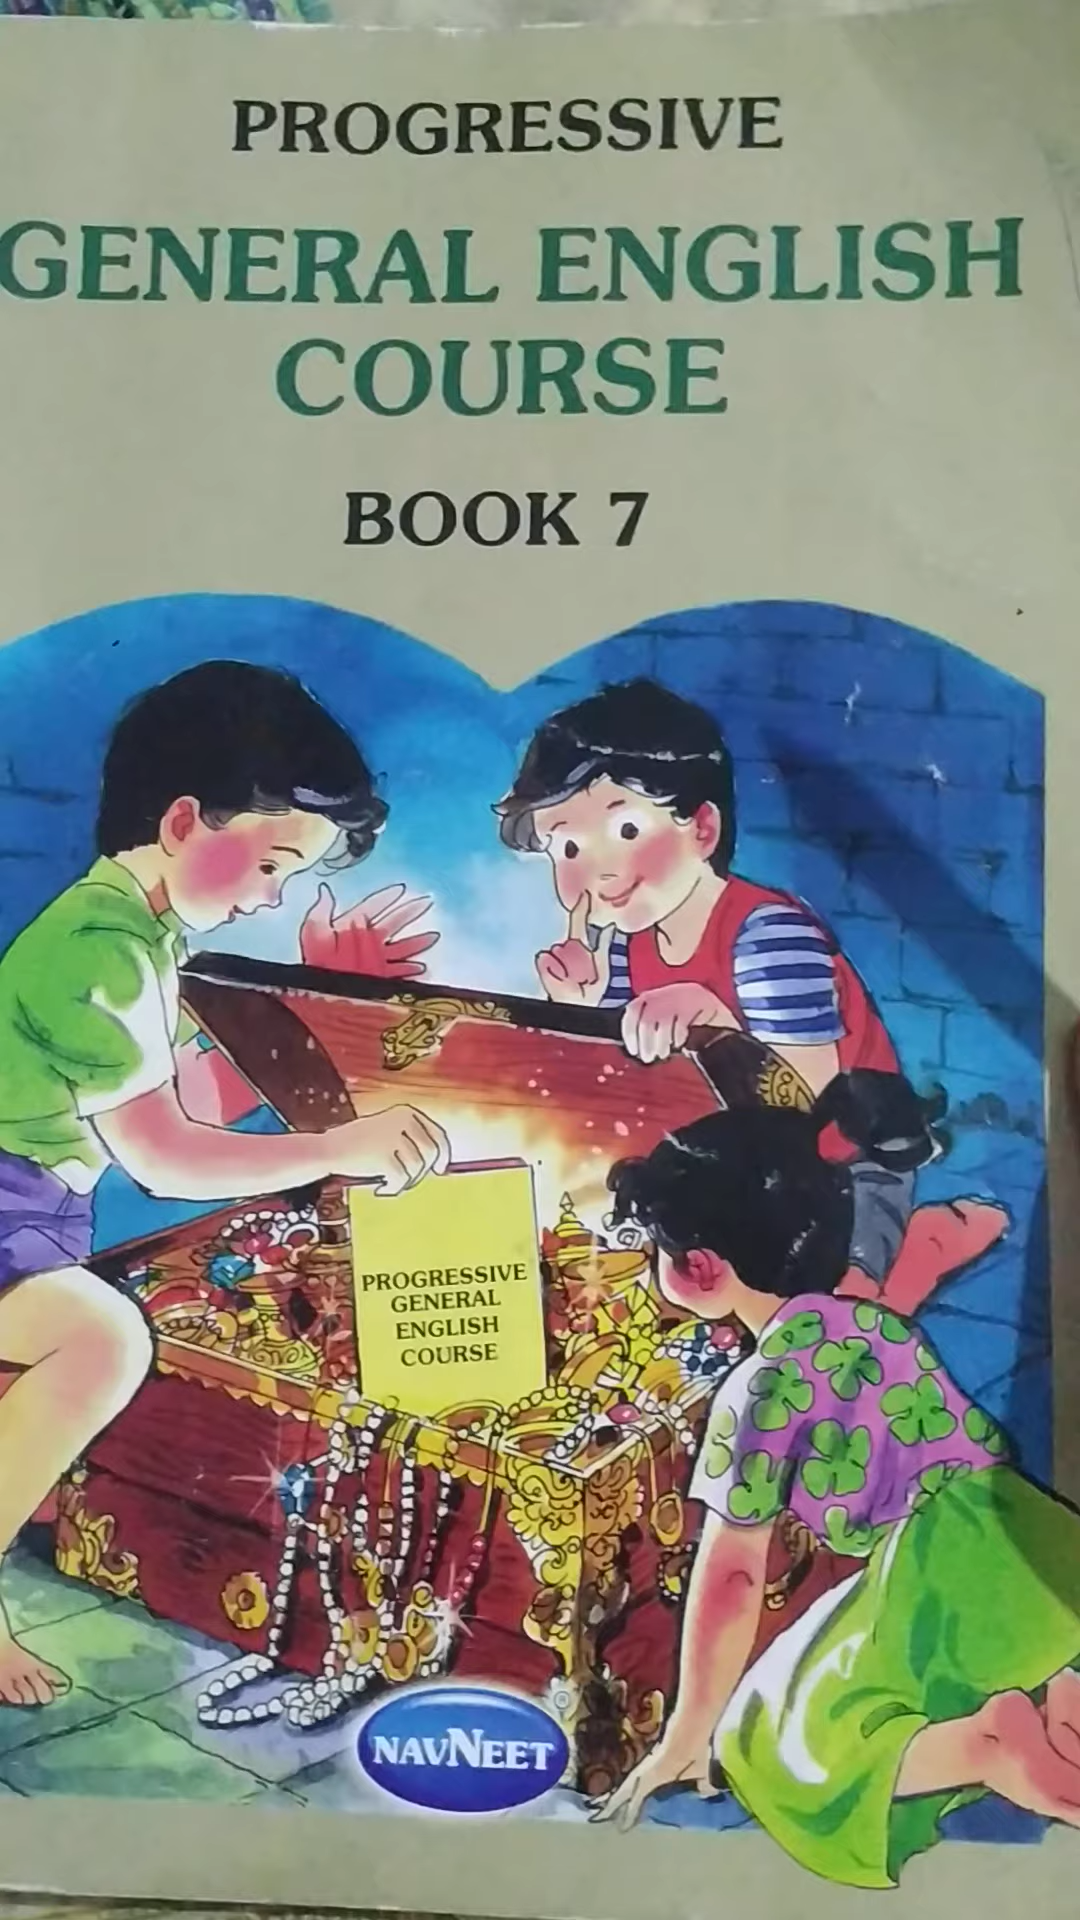 PROGRESSIVE
GENERAL ENGLISH
COURSE
BOOK 7
PROGRESSIVE
GENERAL
ENGLISH
COURSE
NAVNEET
®